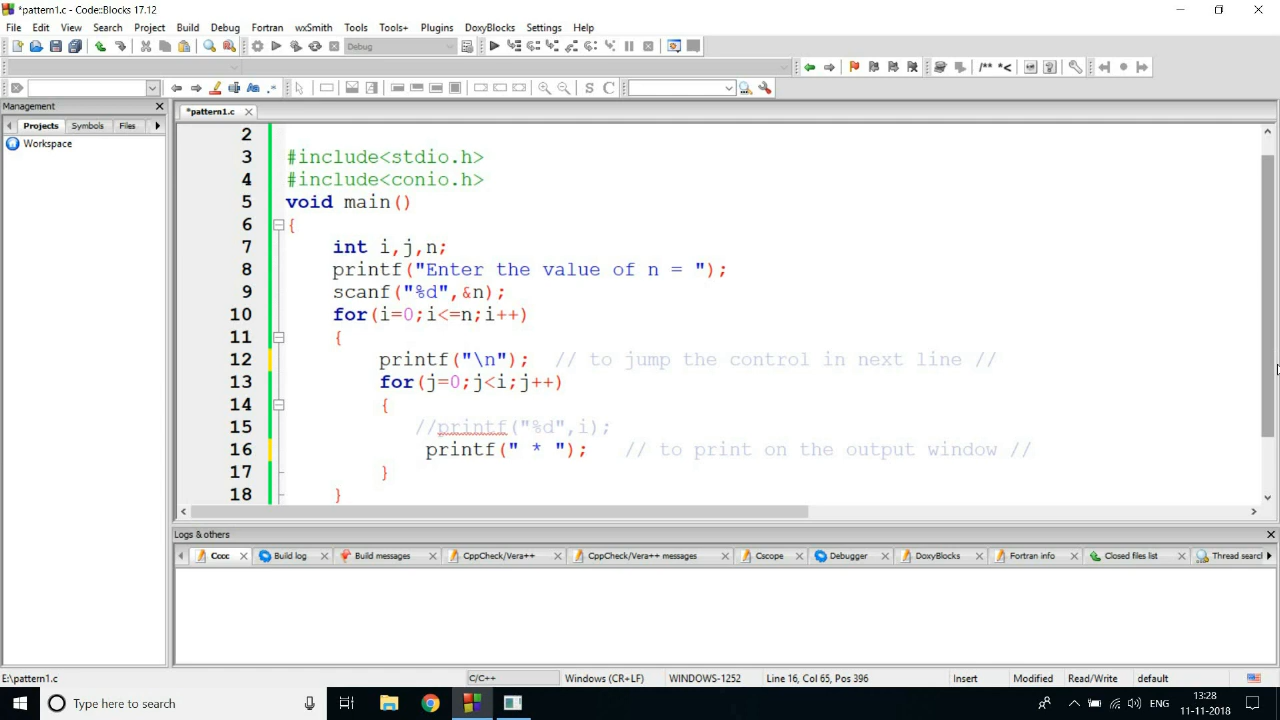 *pattern1.c - Code::Blocks 17.12
File Edit View Search Project Build Debug Fortran wxSmith Tools Tools+ Plugins DoxyBlocks Settings Help
Debug
/** *<
S C
Management
*pattern1.c
Projects Symbols Files
Workspace
2
3 #include<stdio.h>
4 #include<conio.h>
5 void main()
6 {
7 int i,j,n;
8 printf("Enter the value of n = ");
9 scanf("%d",&n);
10 for(i=0;i<=n;i++)
11 {
12 printf("\n"); // to jump the control in next line //
13 for(j=0;j<i;j++)
14 {
15 //printf("%d",i);
16 printf(" * "); // to print on the output window //
17 }
18 }
Logs & others
Cccc Build log Build messages CppCheck/Vera++ CppCheck/Vera++ messages Cscope Debugger DoxyBlocks Fortran info Closed files list Thread search
E:\pattern1.c C/C++ Windows (CR+LF) WINDOWS-1252 Line 16, Col 65, Pos 396 Insert Modified Read/Write default
Type here to search
ENG
13:28
11-11-2018